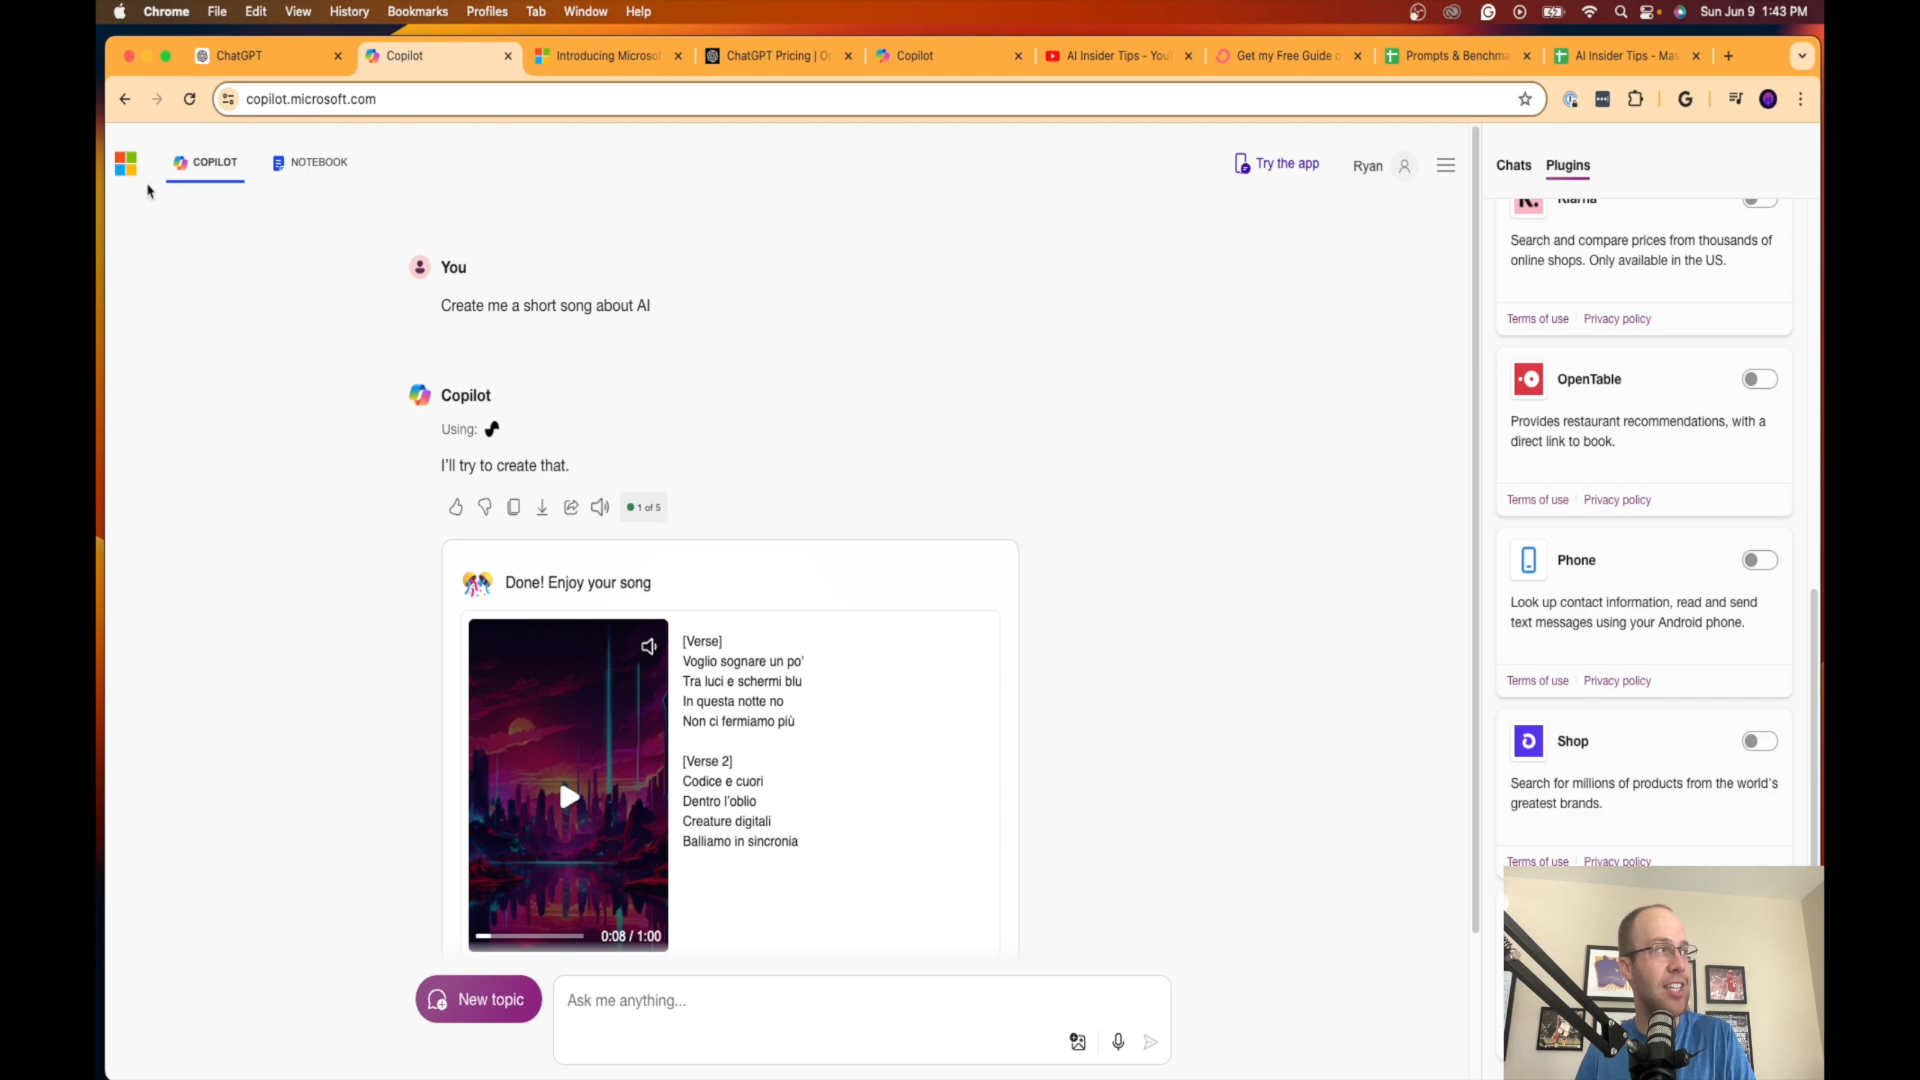 Chrome File Edit View History Bookmarks Profiles Tab Window Help Sun Jun 9 1:43 PM
ChatGPT Copilot Introducing Microsof ChatGPT Pricing | Op Copilot AI Insider Tips - YouT Get my Free Guide o Prompts & Benchma AI Insider Tips - Mas
copilot.microsoft.com
COPILOT NOTEBOOK
Try the app Ryan
You
Create me a short song about AI
Copilot
Using:
I'll try to create that.
1 of 5
Done! Enjoy your song
[Verse]
Voglio sognare un po'
Tra luci e schermi blu
In questa notte no
Non ci fermiamo più
[Verse 2]
Codice e cuori
Dentro l'oblio
Creature digitali
Balliamo in sincronia
0:08 / 1:00
New topic
Ask me anything...
Chats Plugins
Klarna
Search and compare prices from thousands of
online shops. Only available in the US.
Terms of use Privacy policy
OpenTable
Provides restaurant recommendations, with a
direct link to book.
Terms of use Privacy policy
Phone
Look up contact information, read and send
text messages using your Android phone.
Terms of use Privacy policy
Shop
Search for millions of products from the world's
greatest brands.
Terms of use Privacy policy